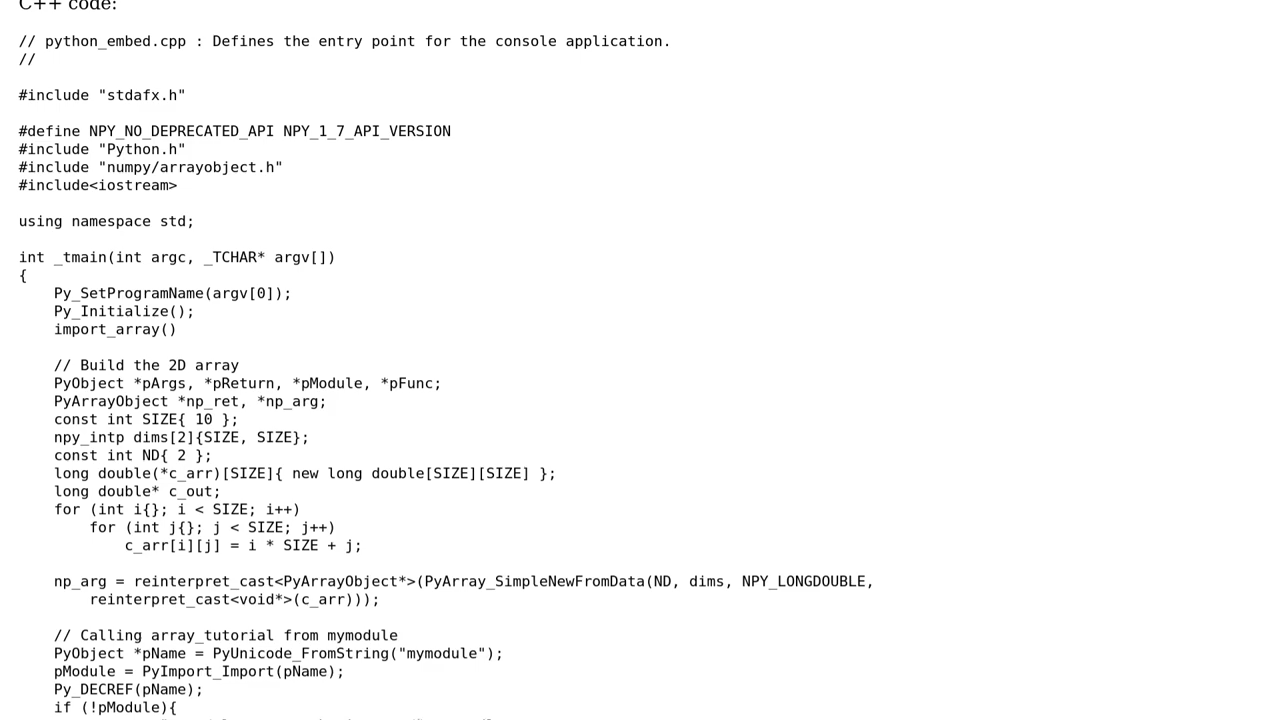 C++ code:
// python_embed.cpp : Defines the entry point for the console application.
//
#include "stdafx.h"
#define NPY_NO_DEPRECATED_API NPY_1_7_API_VERSION
#include "Python.h"
#include "numpy/arrayobject.h"
#include<iostream>
using namespace std;
int _tmain(int argc, _TCHAR* argv[])
{
    Py_SetProgramName(argv[0]);
    Py_Initialize();
    import_array()
    // Build the 2D array
    PyObject *pArgs, *pReturn, *pModule, *pFunc;
    PyArrayObject *np_ret, *np_arg;
    const int SIZE{ 10 };
    npy_intp dims[2]{SIZE, SIZE};
    const int ND{ 2 };
    long double(*c_arr)[SIZE]{ new long double[SIZE][SIZE] };
    long double* c_out;
    for (int i{}; i < SIZE; i++)
        for (int j{}; j < SIZE; j++)
            c_arr[i][j] = i * SIZE + j;
    np_arg = reinterpret_cast<PyArrayObject*>(PyArray_SimpleNewFromData(ND, dims, NPY_LONGDOUBLE,
        reinterpret_cast<void*>(c_arr)));
    // Calling array_tutorial from mymodule
    PyObject *pName = PyUnicode_FromString("mymodule");
    pModule = PyImport_Import(pName);
    Py_DECREF(pName);
    if (!pModule){